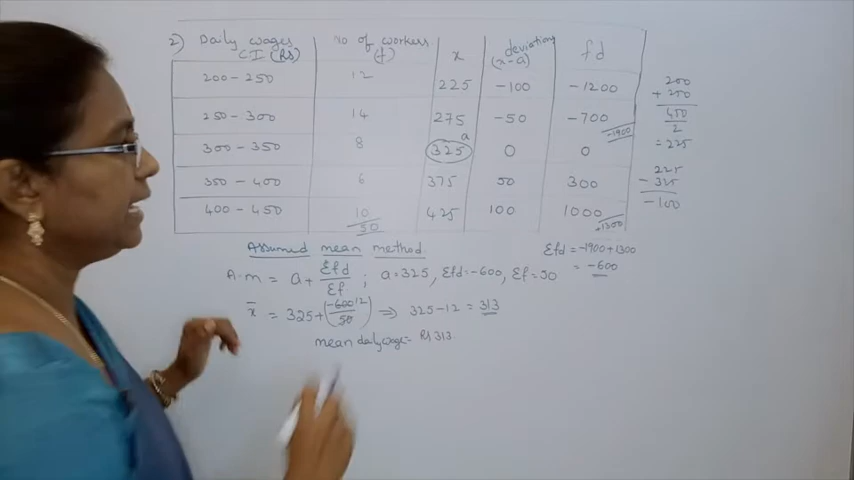 2) Daily wages CI (Rs) No of workers (f) x deviation (x-a) fd
200 - 250 12 225 -100 -1200
250 - 300 14 275 -50 -700
-1900
300 - 350 8 325 a 0 0
350 - 400 6 375 50 300
400 - 450 10 425 100 1000
50 +1300
200
+ 250
450
2
= 225
225
- 325
-100
Assumed mean method
A.m = a + Σfd/Σf ; a=325, Σfd=-600, Σf=50
Σfd = -1900+1300
= -600
x̄ = 325+(-600/50) 12 ⇒ 325-12 = 313
mean daily wage = Rs 313